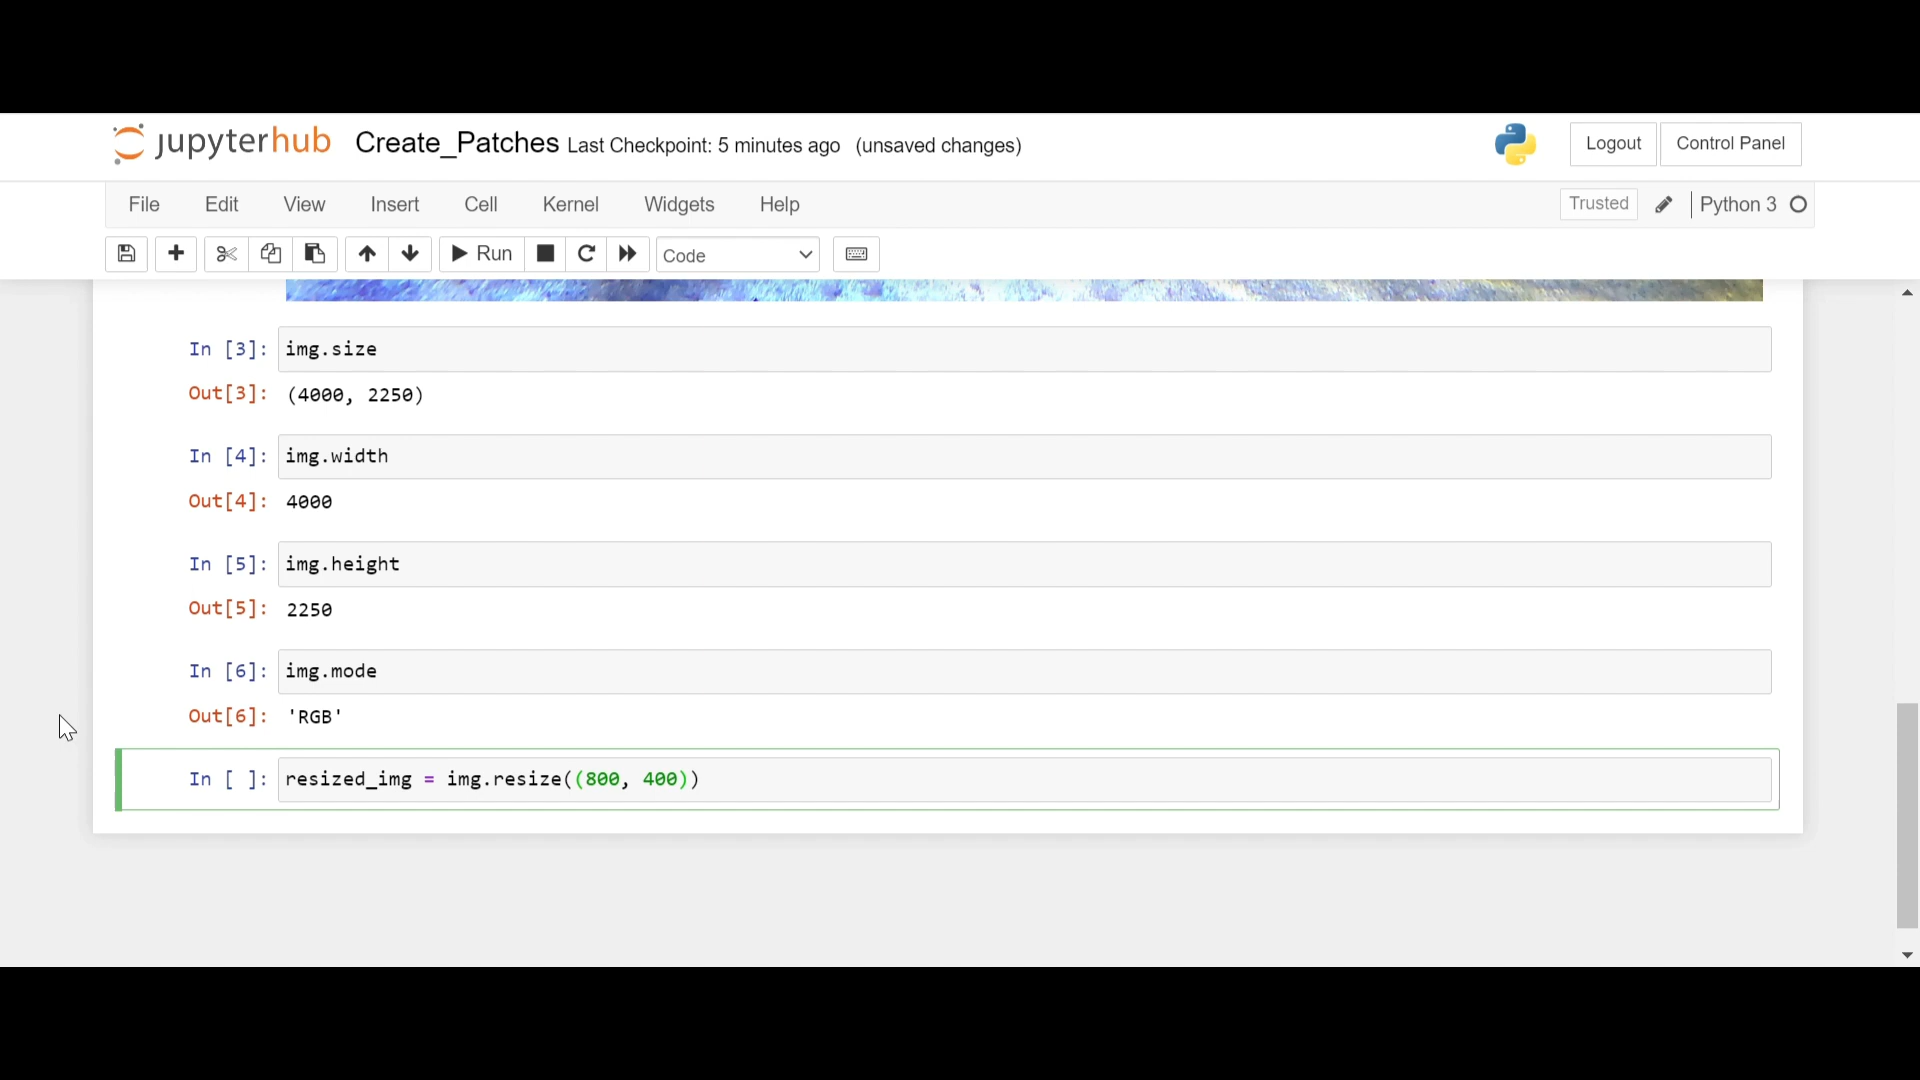 jupyterhub Create_Patches Last Checkpoint: 5 minutes ago (unsaved changes) Logout Control Panel
File Edit View Insert Cell Kernel Widgets Help Trusted Python 3
Run Code
In [3]: img.size
Out[3]: (4000, 2250)
In [4]: img.width
Out[4]: 4000
In [5]: img.height
Out[5]: 2250
In [6]: img.mode
Out[6]: 'RGB'
In [ ]: resized_img = img.resize((800, 400))